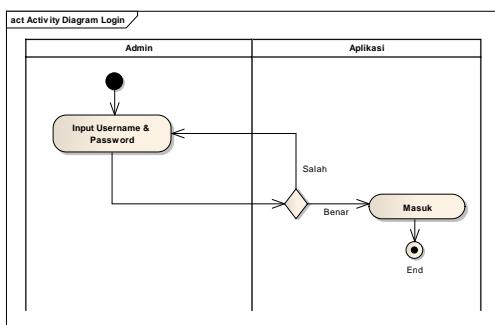 act Activity Diagram Login
Admin
Aplikasi
Input Username &
Password
Salah
Benar
Masuk
End